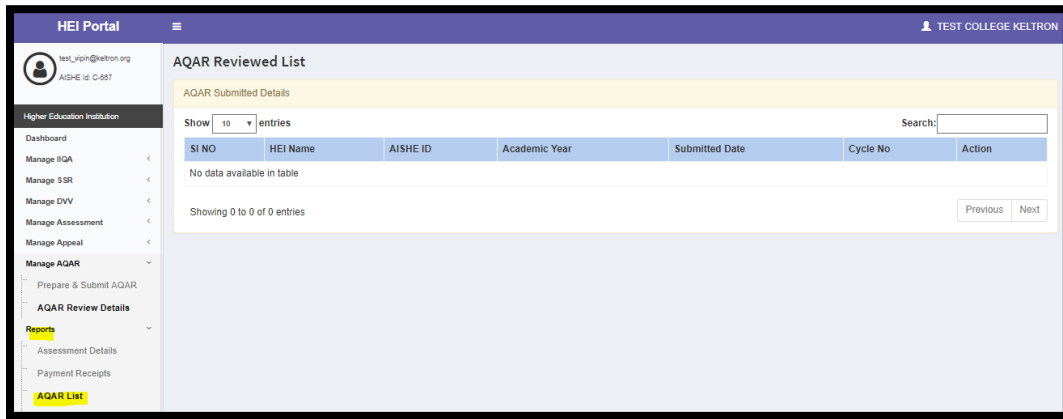 HEI Portal
TEST COLLEGE KELTRON
test_vipin@keltron.org
AISHE Id: C-567
Higher Education Institution
Dashboard
Manage IIQA
Manage SSR
Manage DVV
Manage Assessment
Manage Appeal
Manage AQAR
Prepare & Submit AQAR
AQAR Review Details
Reports
Assessment Details
Payment Receipts
AQAR List
AQAR Reviewed List
AQAR Submitted Details
Show 10 entries
Search:
SI NO HEI Name AISHE ID Academic Year Submitted Date Cycle No Action
No data available in table
Showing 0 to 0 of 0 entries
Previous Next